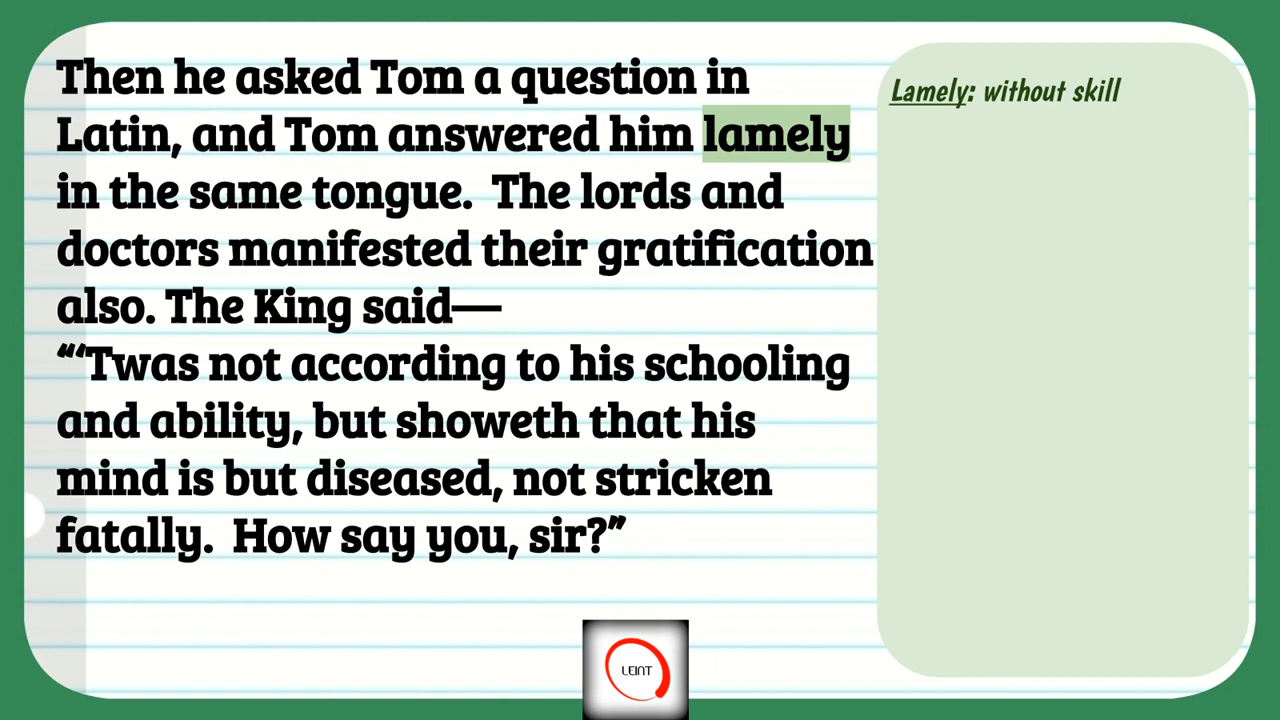 Then he asked Tom a question in
Latin, and Tom answered him lamely
in the same tongue.  The lords and
doctors manifested their gratification
also. The King said—
“‘Twas not according to his schooling
and ability, but showeth that his
mind is but diseased, not stricken
fatally.  How say you, sir?”
Lamely: without skill
LEINT